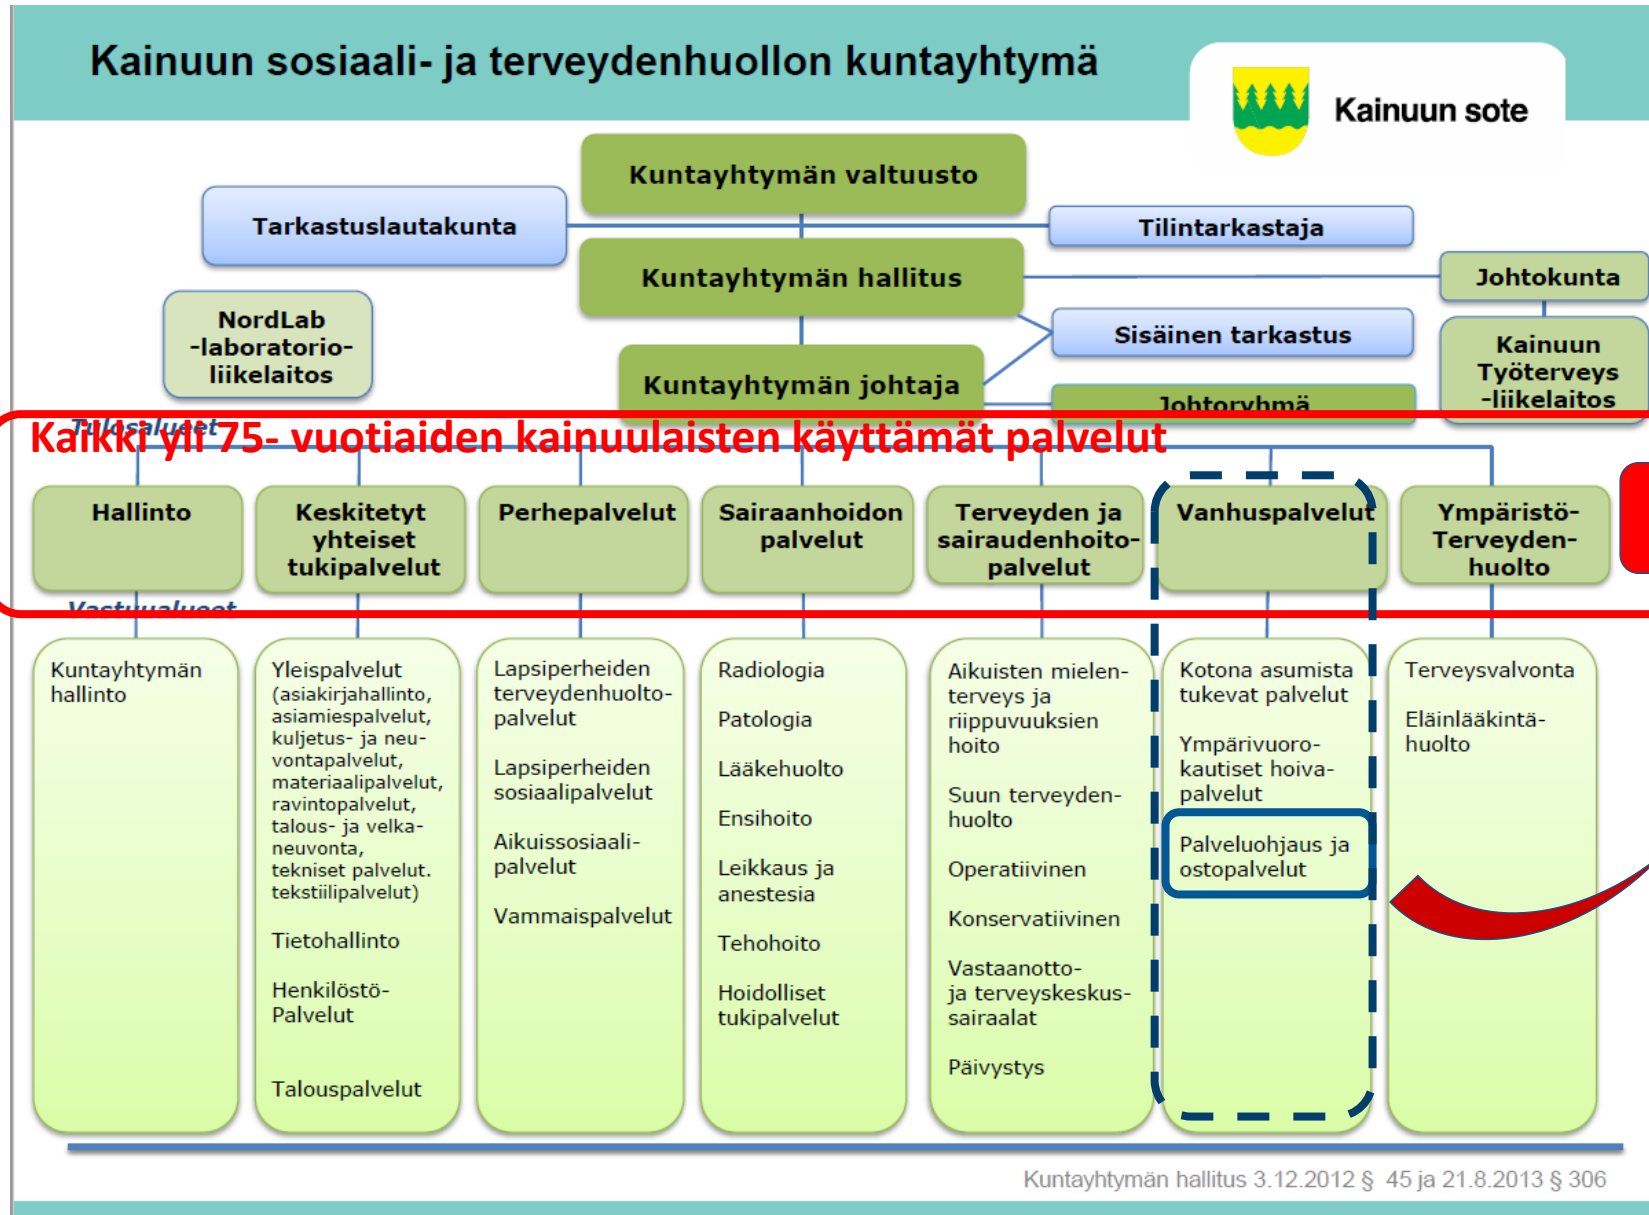 Kainuun sosiaali- ja terveydenhuollon kuntayhtymä
Kainuun sote
Kuntayhtymän valtuusto
Tarkastuslautakunta
Tilintarkastaja
Kuntayhtymän hallitus
Johtokunta
NordLab
-laboratorio-
liikelaitos
Sisäinen tarkastus
Kainuun
Työterveys
-liikelaitos
Kuntayhtymän johtaja
Johtoryhmä
Tulosalueet
Kaikki yli 75- vuotiaiden kainuulaisten käyttämät palvelut
Hallinto
Keskitetyt
yhteiset
tukipalvelut
Perhepalvelut
Sairaanhoidon
palvelut
Terveyden ja
sairaudenhoito-
palvelut
Vanhuspalvelut
Ympäristö-
Terveyden-
huolto
Vastuualueet
Kuntayhtymän
hallinto
Yleispalvelut
(asiakirjahallinto,
asiamiespalvelut,
kuljetus- ja neu-
vontapalvelut,
materiaalipalvelut,
ravintopalvelut,
talous- ja velka-
neuvonta,
tekniset palvelut.
tekstiilipalvelut)
Tietohallinto
Henkilöstö-
Palvelut
Talouspalvelut
Lapsiperheiden
terveydenhuolto-
palvelut
Lapsiperheiden
sosiaalipalvelut
Aikuissosiaali-
palvelut
Vammaispalvelut
Radiologia
Patologia
Lääkehuolto
Ensihoito
Leikkaus ja
anestesia
Tehohoito
Hoidolliset
tukipalvelut
Aikuisten mielen-
terveys ja
riippuvuuksien
hoito
Suun terveyden-
huolto
Operatiivinen
Konservatiivinen
Vastaanotto-
ja terveyskeskus-
sairaalat
Päivystys
Kotona asumista
tukevat palvelut
Ympärivuoro-
kautiset hoiva-
palvelut
Palveluohjaus ja
ostopalvelut
Terveysvalvonta
Eläinlääkintä-
huolto
Kuntayhtymän hallitus 3.12.2012 § 45 ja 21.8.2013 § 306